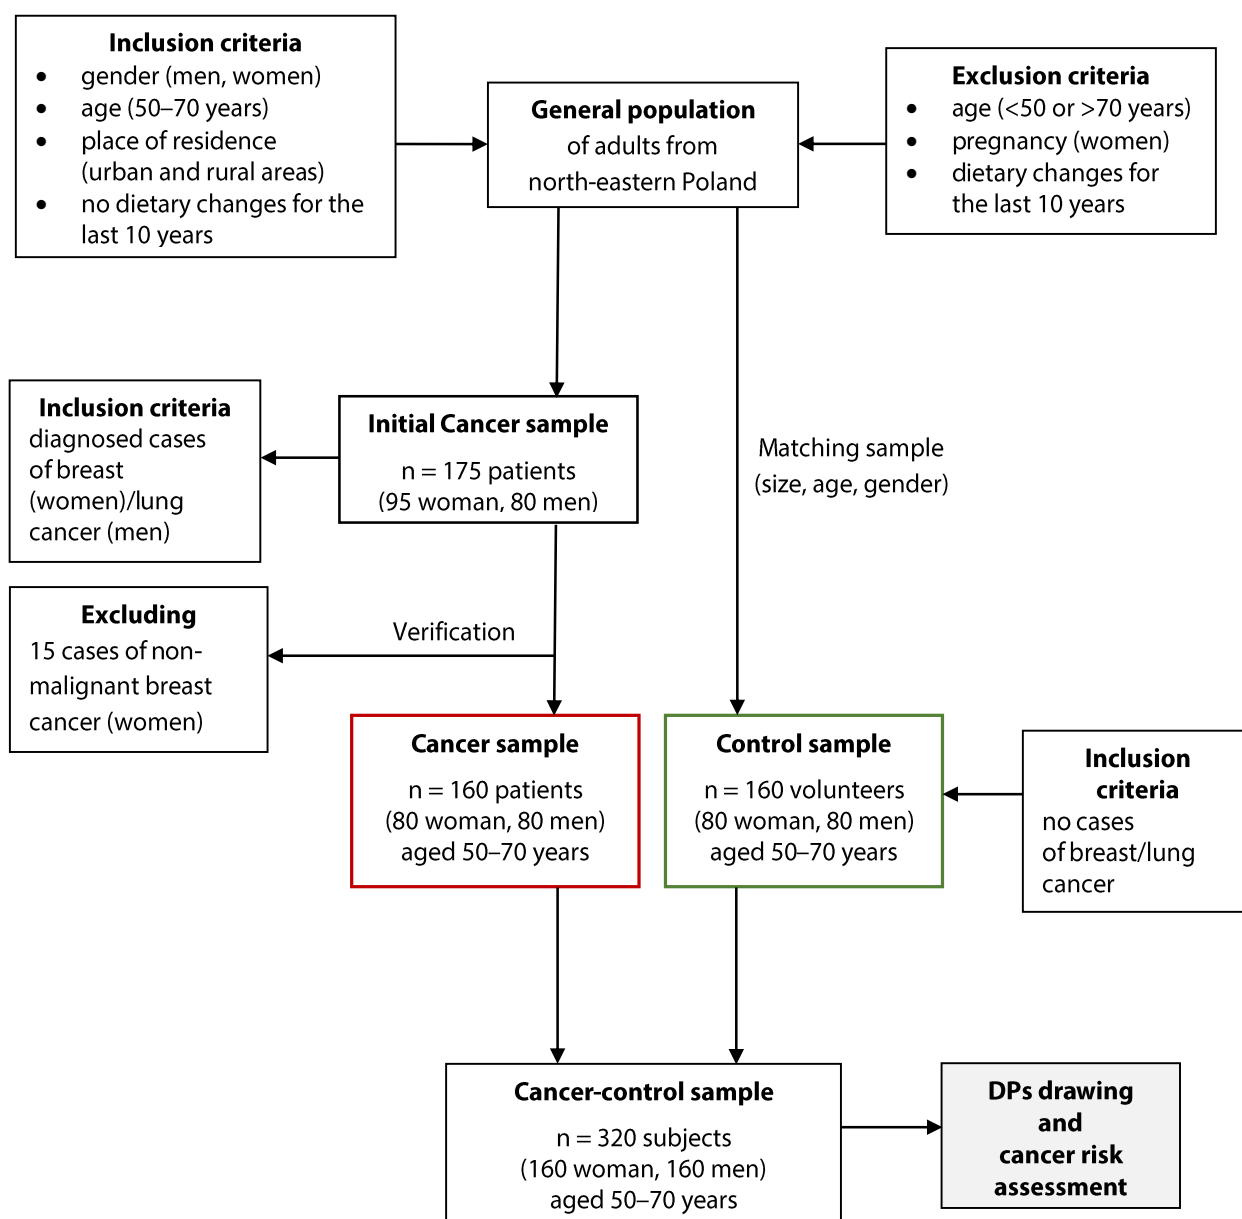 Inclusion criteria
• gender (men, women)
• age (50–70 years)
• place of residence
(urban and rural areas)
• no dietary changes for the
last 10 years
General population
of adults from
north-eastern Poland
Exclusion criteria
• age (<50 or >70 years)
• pregnancy (women)
• dietary changes for
the last 10 years
Inclusion criteria
diagnosed cases
of breast
(women)/lung
cancer (men)
Initial Cancer sample
n = 175 patients
(95 woman, 80 men)
Matching sample
(size, age, gender)
Excluding
15 cases of non-
malignant breast
cancer (women)
Verification
Cancer sample
n = 160 patients
(80 woman, 80 men)
aged 50–70 years
Control sample
n = 160 volunteers
(80 woman, 80 men)
aged 50–70 years
Inclusion
criteria
no cases
of breast/lung
cancer
Cancer-control sample
n = 320 subjects
(160 woman, 160 men)
aged 50–70 years
DPs drawing
and
cancer risk
assessment